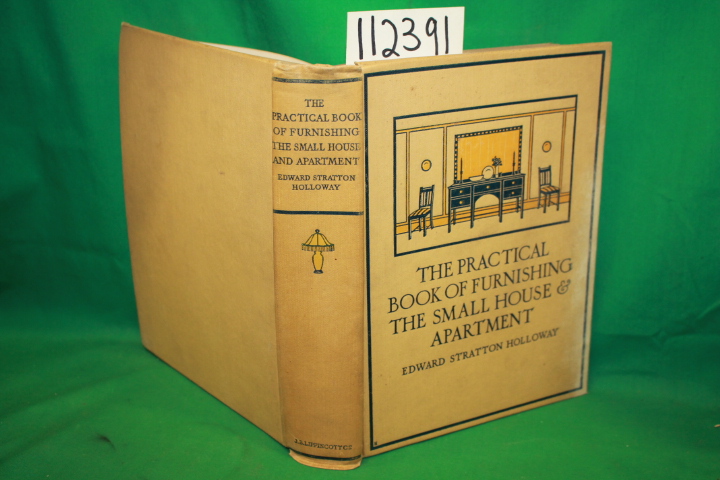 112391
THE
PRACTICAL BOOK
OF FURNISHING
THE SMALL HOUSE
AND APARTMENT
EDWARD STRATTON
HOLLOWAY
J.B. LIPPINCOTT CO
THE PRACTICAL
BOOK OF FURNISHING
THE SMALL HOUSE &
APARTMENT
EDWARD STRATTON HOLLOWAY